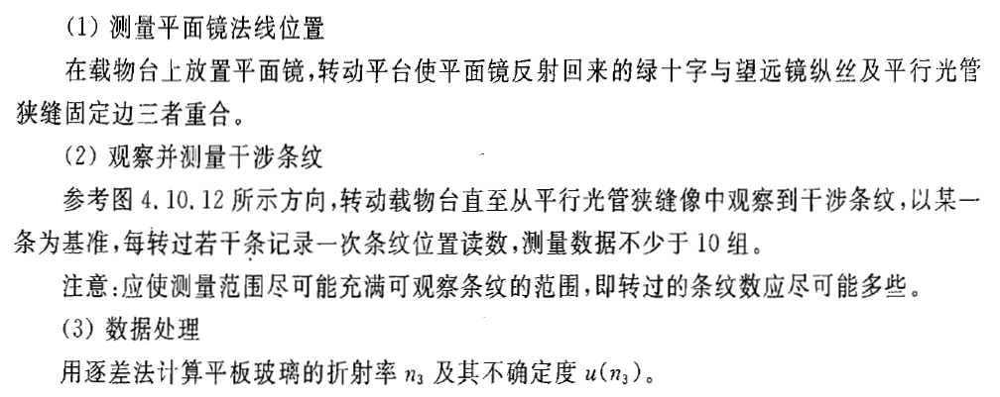 (1) 测量平面镜法线位置
在载物台上放置平面镜,转动平台使平面镜反射回来的绿十字与望远镜纵丝及平行光管
狭缝固定边三者重合。
(2) 观察并测量干涉条纹
参考图 4.10.12 所示方向,转动载物台直至从平行光管狭缝像中观察到干涉条纹,以某一
条为基准,每转过若干条记录一次条纹位置读数,测量数据不少于 10 组。
注意:应使测量范围尽可能充满可观察条纹的范围,即转过的条纹数应尽可能多些。
(3) 数据处理
用逐差法计算平板玻璃的折射率 n₃ 及其不确定度 u(n₃)。